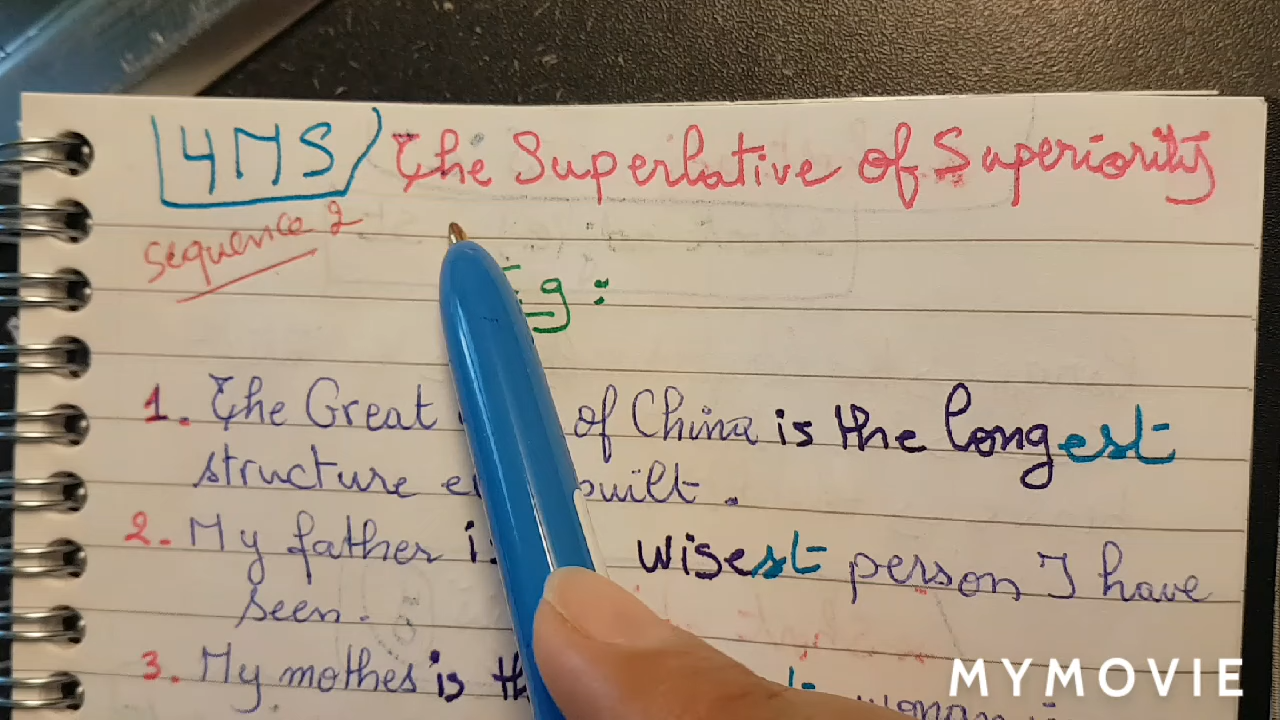 4MS The Superlative of Superiority
Sequence 2
Eg :
1. The Great of China is the longest
structure built.
2. My father wisest person I have
seen.
3. My mother is
MYMOVIE